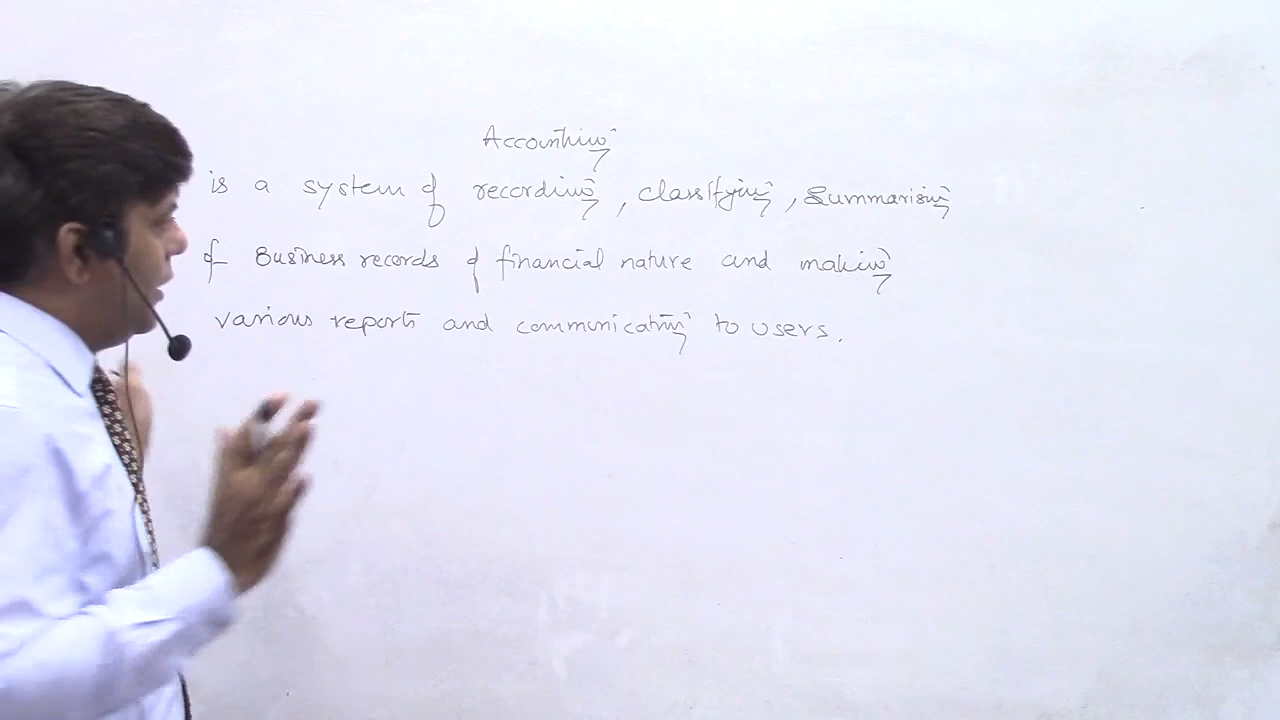 Accounting
is a system of recording, classifying, summarising
of Business records of financial nature and making
various reports and communicating to users.